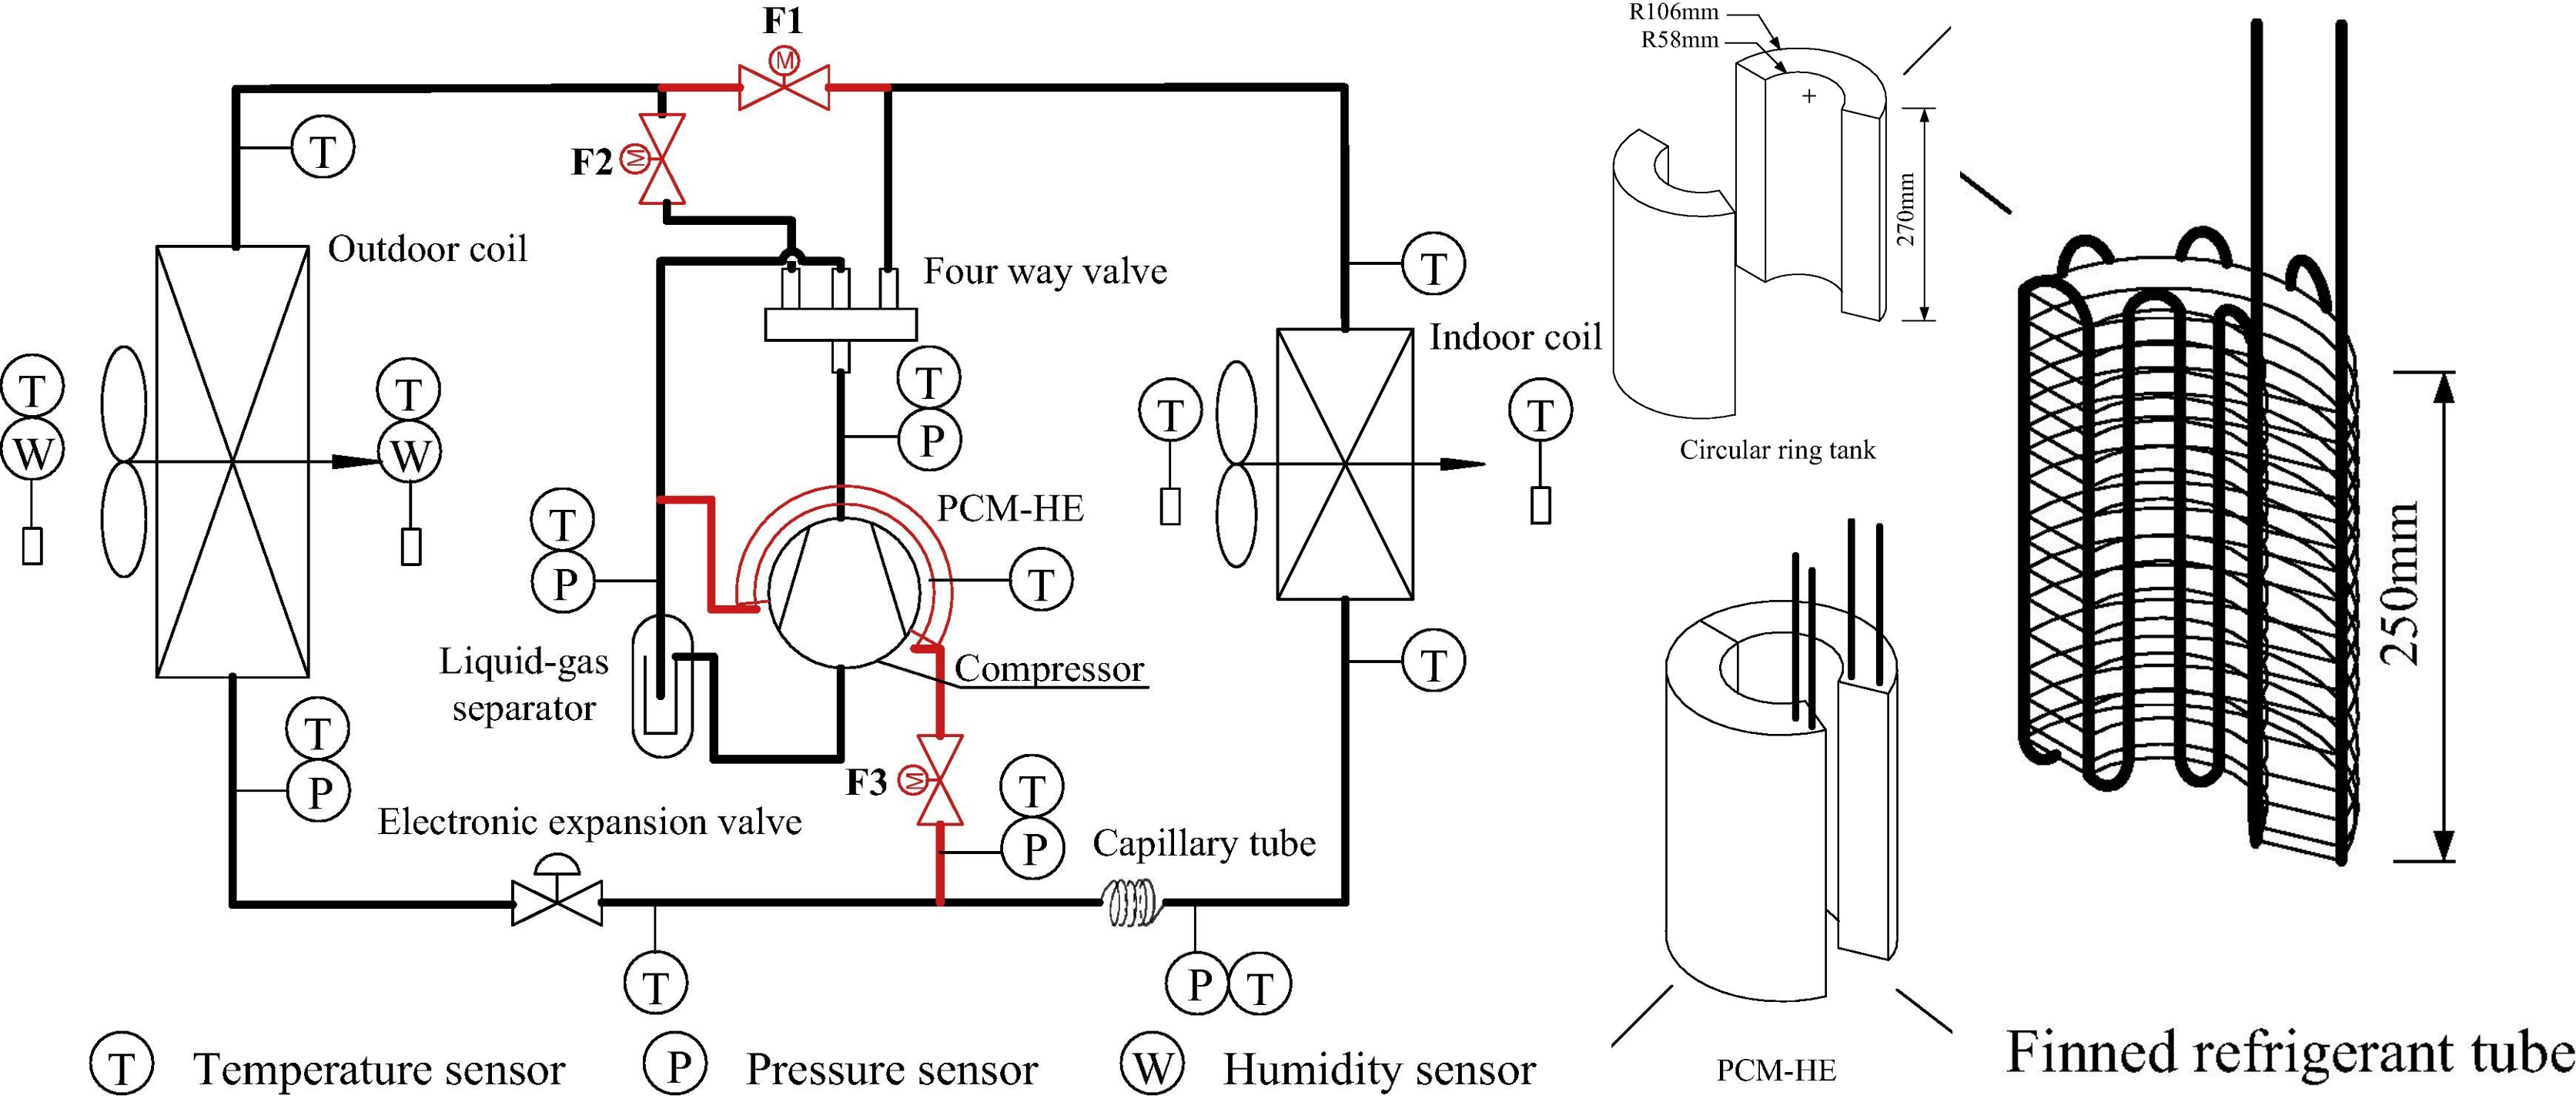 F1
M
R106mm
R58mm
F2
M
T
270mm
Outdoor coil
Four way valve
T
Indoor coil
T
W
T
W
T
P
T
T
Circular ring tank
T
P
PCM-HE
T
250mm
Liquid-gas
separator
Compressor
T
T
P
F3
M
T
P
Electronic expansion valve
Capillary tube
T
P
T
T
Temperature sensor
P
Pressure sensor
W
Humidity sensor
PCM-HE
Finned refrigerant tube